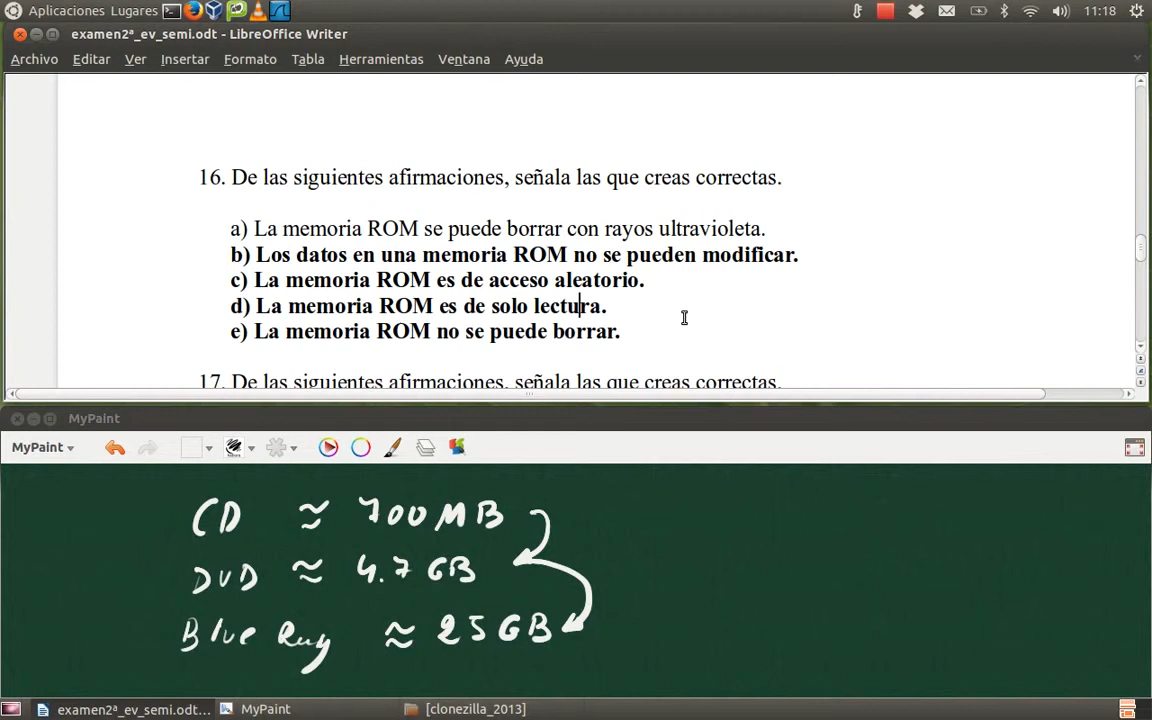 Aplicaciones Lugares 11:18
examen2ª_ev_semi.odt - LibreOffice Writer
Archivo Editar Ver Insertar Formato Tabla Herramientas Ventana Ayuda
16. De las siguientes afirmaciones, señala las que creas correctas.
a) La memoria ROM se puede borrar con rayos ultravioleta.
b) Los datos en una memoria ROM no se pueden modificar.
c) La memoria ROM es de acceso aleatorio.
d) La memoria ROM es de solo lectura.
e) La memoria ROM no se puede borrar.
17. De las siguientes afirmaciones, señala las que creas correctas.
MyPaint
MyPaint
CD ≈ 700MB
DVD ≈ 4.7 GB
Blue Ray ≈ 25GB
examen2ª_ev_semi.odt... MyPaint [clonezilla_2013]